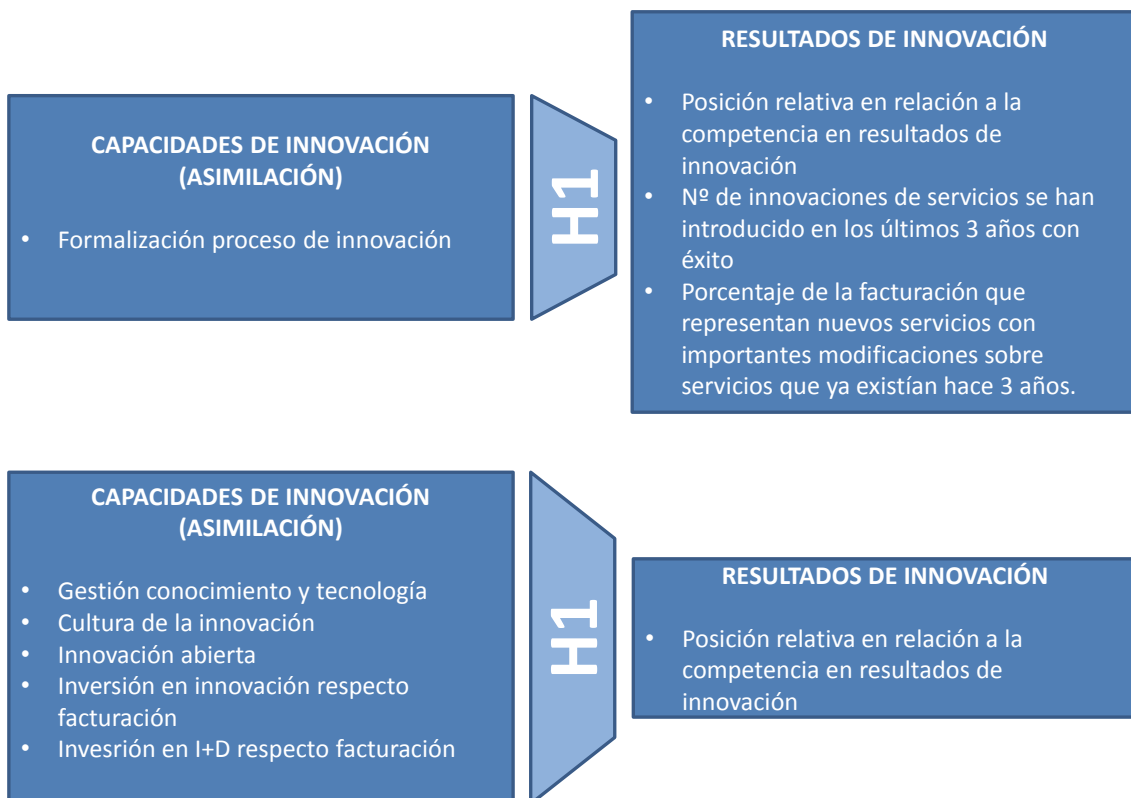 CAPACIDADES DE INNOVACIÓN
(ASIMILACIÓN)
• Formalización proceso de innovación
H1
RESULTADOS DE INNOVACIÓN
• Posición relativa en relación a la
competencia en resultados de
innovación
• Nº de innovaciones de servicios se han
introducido en los últimos 3 años con
éxito
• Porcentaje de la facturación que
representan nuevos servicios con
importantes modificaciones sobre
servicios que ya existían hace 3 años.
CAPACIDADES DE INNOVACIÓN
(ASIMILACIÓN)
• Gestión conocimiento y tecnología
• Cultura de la innovación
• Innovación abierta
• Inversión en innovación respecto
facturación
• Invesrión en I+D respecto facturación
H1
RESULTADOS DE INNOVACIÓN
• Posición relativa en relación a la
competencia en resultados de
innovación